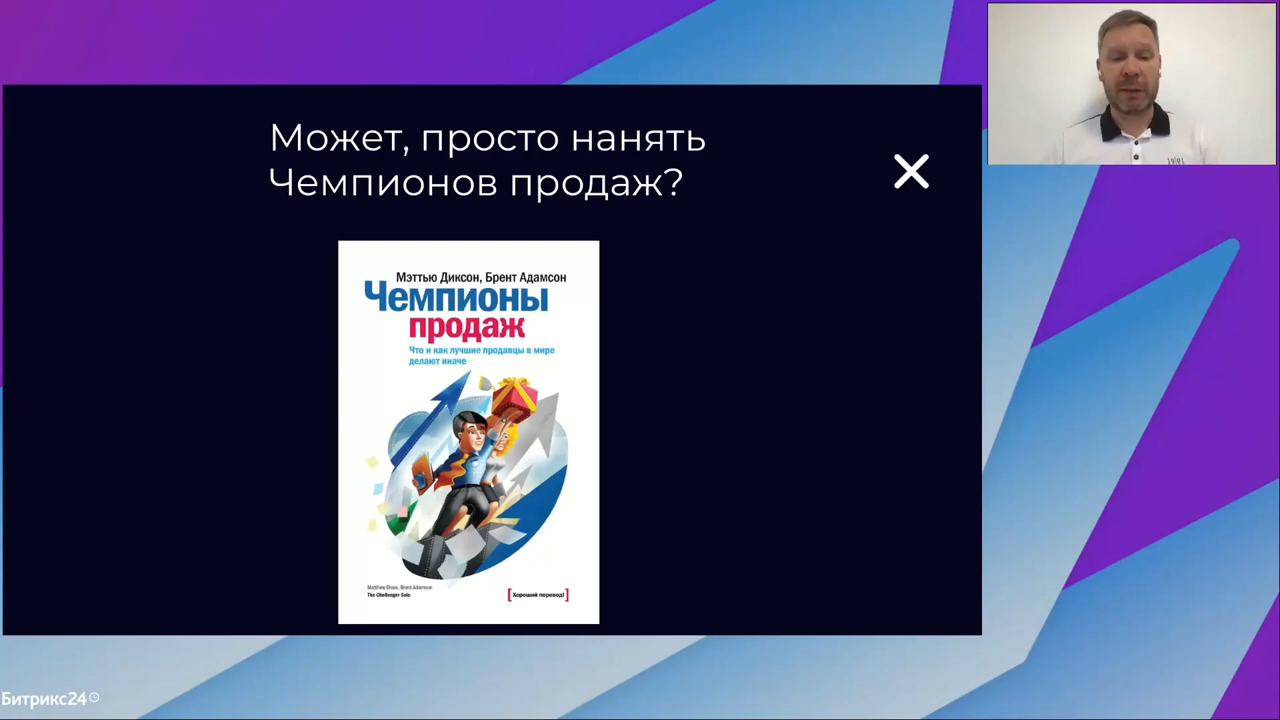 Может, просто нанять
Чемпионов продаж?
Мэттью Диксон, Брент Адамсон
Чемпионы
продаж
Что и как лучшие продавцы в мире
делают иначе
Matthew Dixon, Brent Adamson
The Challenger Sale
[Хороший перевод!]
Битрикс24